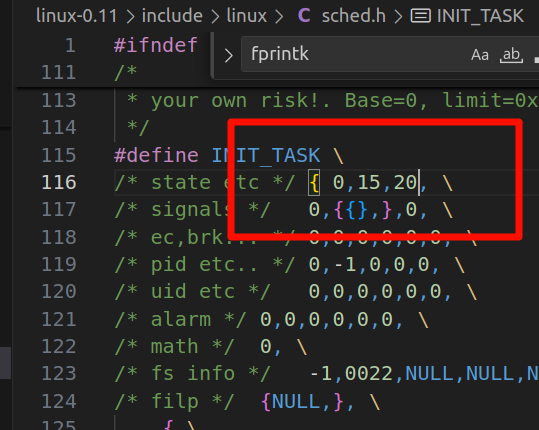 linux-0.11 > include > linux > C sched.h > INIT_TASK
1 #ifndef
> fprintk Aa ab
111 /*
113 * your own risk!. Base=0, limit=0x
114 */
115 #define INIT_TASK \
116 /* state etc */ { 0,15,20, \
117 /* signals */ 0,{{},},0, \
118 /* ec,brk... */ 0,0,0,0,0,0, \
119 /* pid etc.. */ 0,-1,0,0,0, \
120 /* uid etc */ 0,0,0,0,0,0, \
121 /* alarm */ 0,0,0,0,0,0, \
122 /* math */ 0, \
123 /* fs info */ -1,0022,NULL,NULL,N
124 /* filp */ {NULL,}, \
125 { \